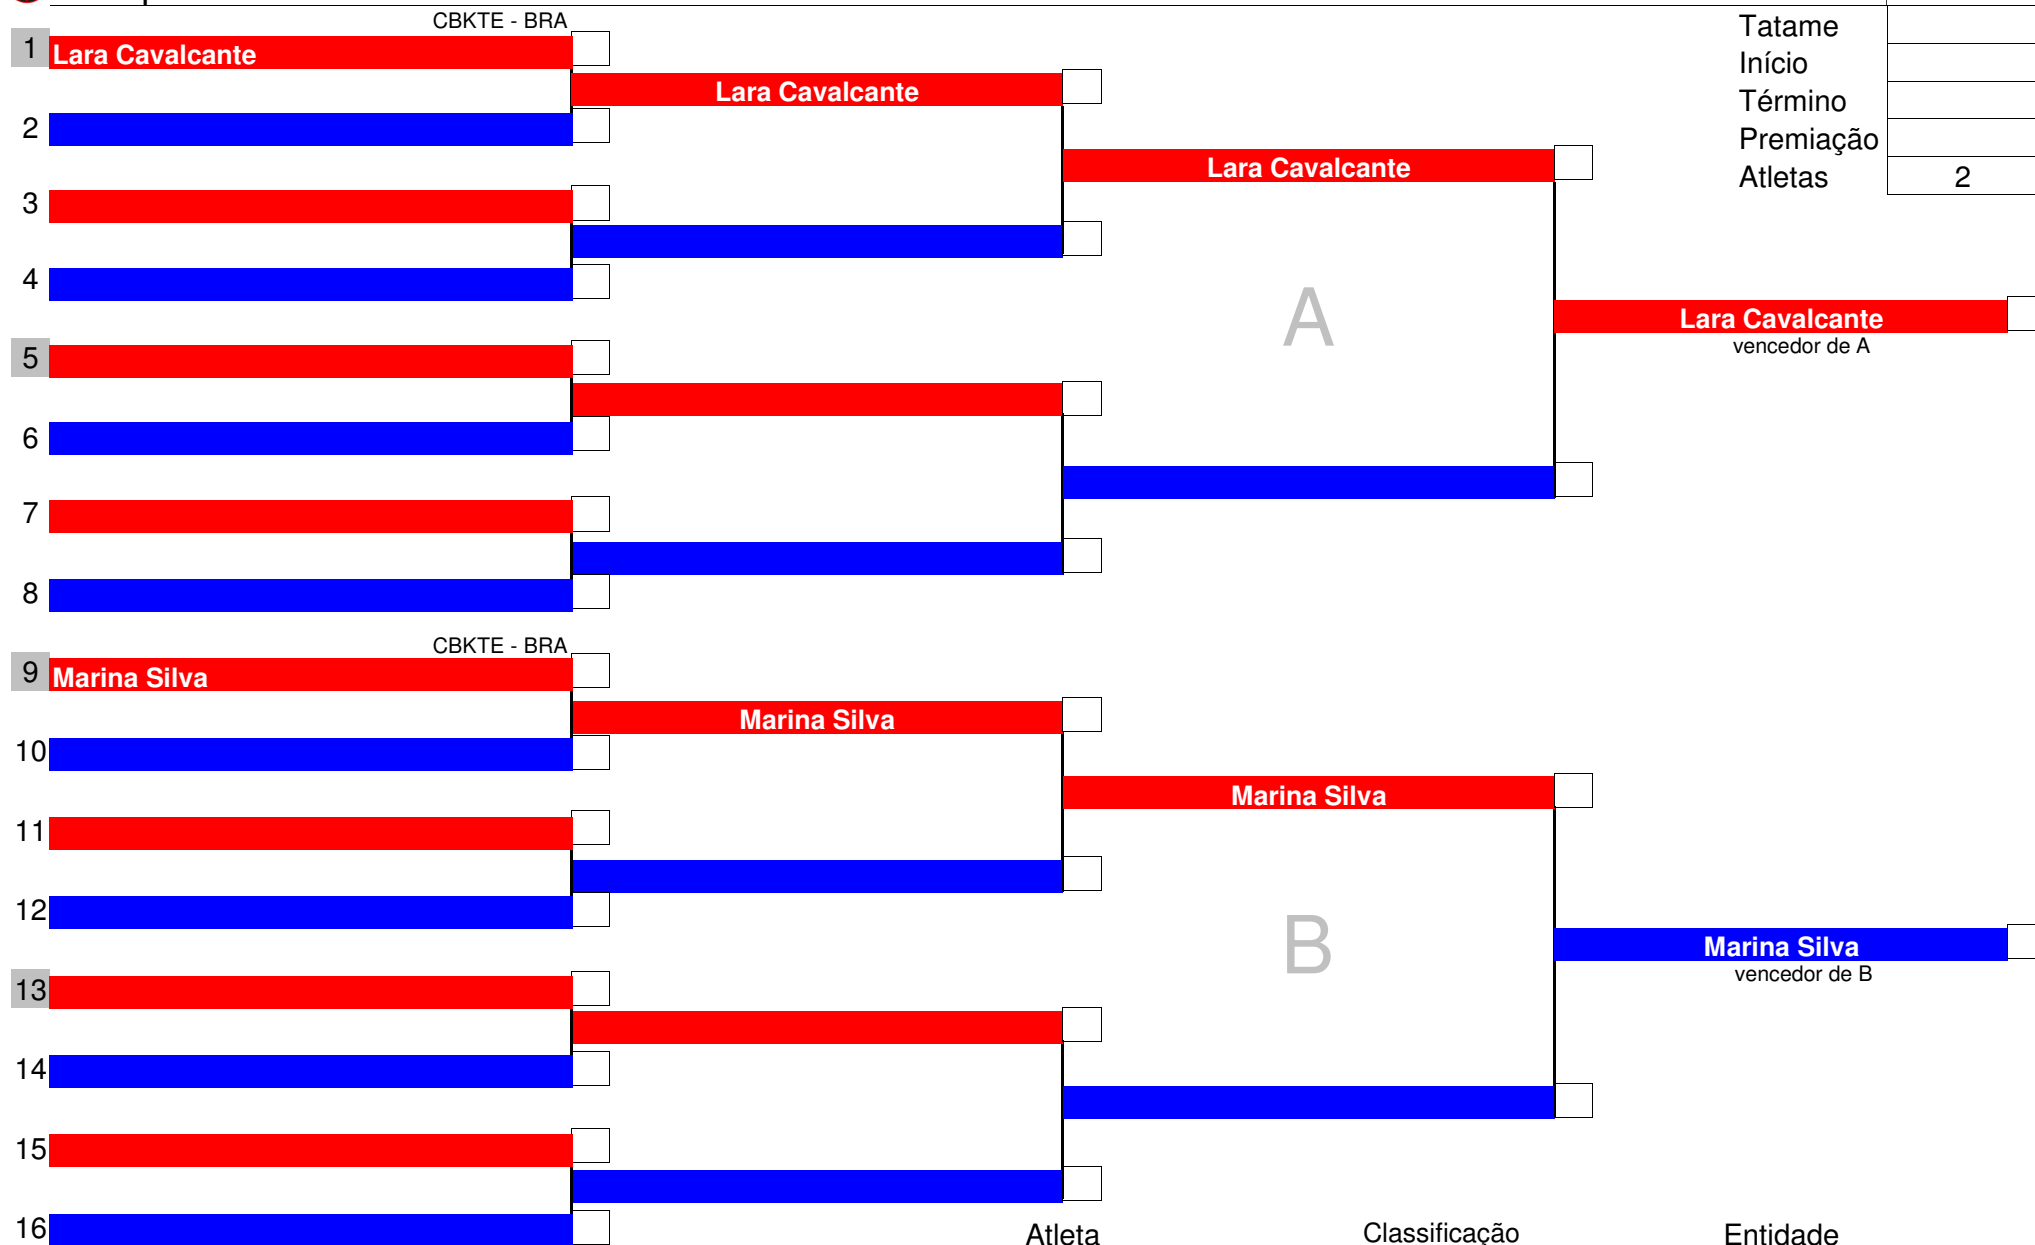 CBKTE - BRA
Tatame
1 Lara Cavalcante
Início
Lara Cavalcante
Término
2
Premiação
Lara Cavalcante
Atletas 2
3
4
A
Lara Cavalcante
vencedor de A
5
6
7
8
CBKTE - BRA
9 Marina Silva
Marina Silva
10
Marina Silva
11
12
B
Marina Silva
vencedor de B
13
14
15
16
Atleta Classificação Entidade